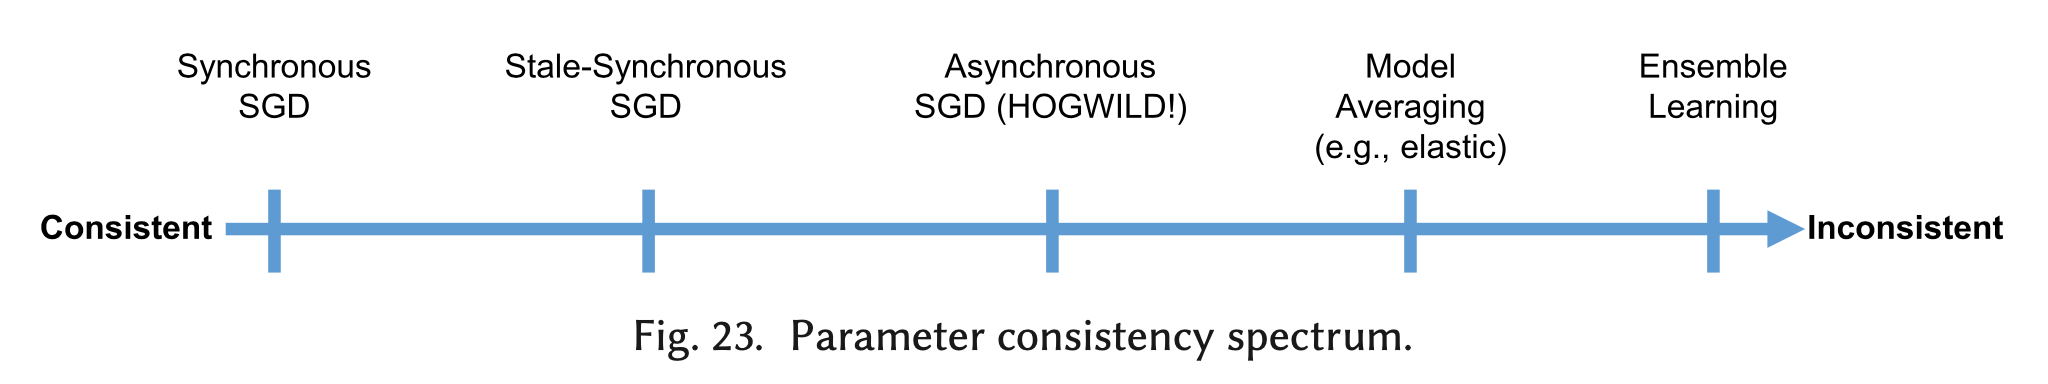 Synchronous
SGD
Stale-Synchronous
SGD
Asynchronous
SGD (HOGWILD!)
Model
Averaging
(e.g., elastic)
Ensemble
Learning
Consistent
Inconsistent
Fig. 23. Parameter consistency spectrum.